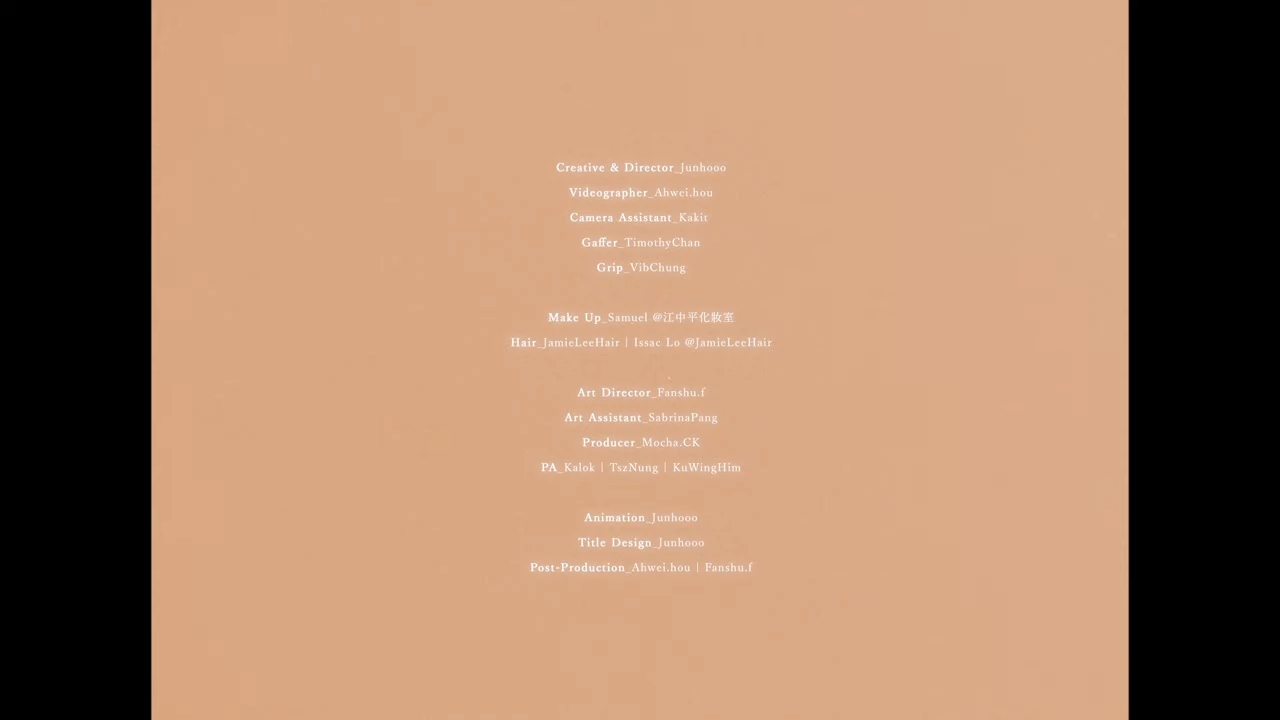 Creative & Director_Junhooo
Videographer_Ahwei.hou
Camera Assistant_Kakit
Gaffer_TimothyChan
Grip_VibChung
Make Up_Samuel @江中平化妝室
Hair_JamieLeeHair | Issac Lo @JamieLeeHair
Art Director_Fanshu.f
Art Assistant_SabrinaPang
Producer_Mocha.CK
PA_Kalok | TszNung | KuWingHim
Animation_Junhooo
Title Design_Junhooo
Post-Production_Ahwei.hou | Fanshu.f